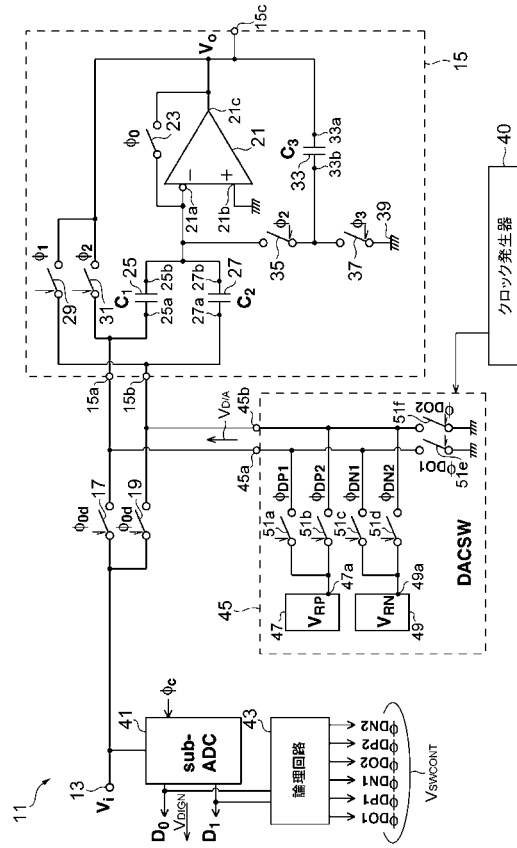 11
13
Vi
41
sub-
ADC
φc
D0
VDIGN
D1
43
論理回路
φDO1
φDP1
φDN1
φDO2
φDP2
φDN2
VSWCONT
φ0d
17
φ0d
19
15a
15b
VD/A
45
45a
45b
47
VRP
47a
49
VRN
49a
51a
φDP1
51b
φDP2
51c
φDN1
51d
φDN2
51e
φDO1
51f
φDO2
DACSW
15
15c
φ1
29
φ2
31
C1
25
25a
25b
27a
27b
27
C2
φ0
23
21
21a
21b
21c
Vo
C3
33
33a
33b
φ2
35
φ3
37
39
40
クロック発生器